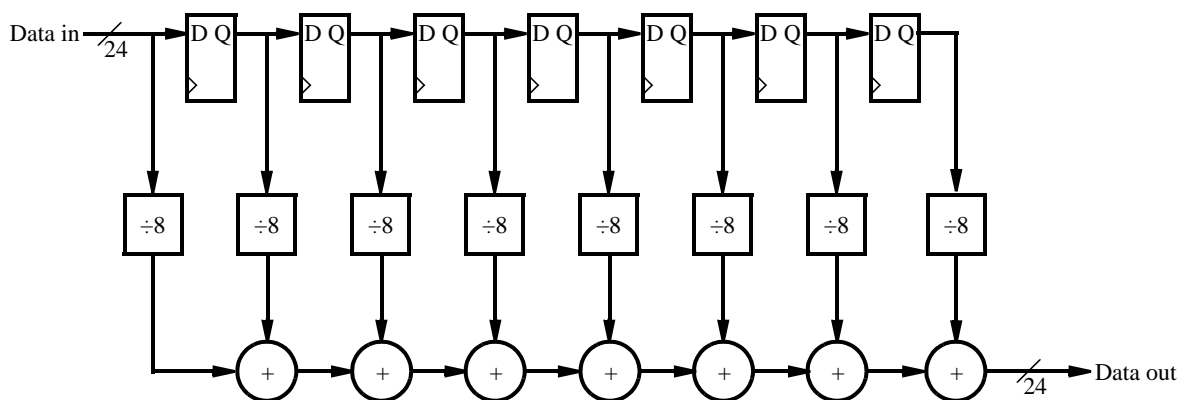 Data in
24
D Q D Q D Q D Q D Q D Q D Q
÷8 ÷8 ÷8 ÷8 ÷8 ÷8 ÷8 ÷8
+ + + + + + +
24
Data out